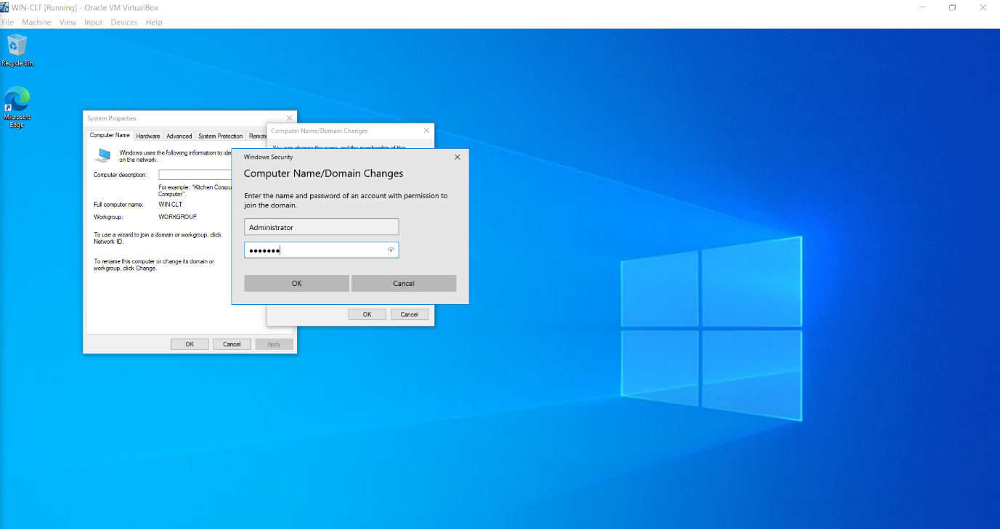 WIN-CLT [Running] - Oracle VM VirtualBox
File Machine View Input Devices Help
Recycle Bin
Microsoft
Edge
System Properties
Computer Name Hardware Advanced System Protection Remote
Windows uses the following information to ide
on the network.
Computer description:
For example: "Kitchen Compu
Computer".
Full computer name: WIN-CLT
Workgroup: WORKGROUP
To use a wizard to join a domain or workgroup, click
Network ID.
To rename this computer or change its domain or
workgroup, click Change.
OK Cancel Apply
Computer Name/Domain Changes
You can change the name and the membership of this
Windows Security
Computer Name/Domain Changes
Enter the name and password of an account with permission to
join the domain.
Administrator
●●●●●●●
OK Cancel
OK Cancel